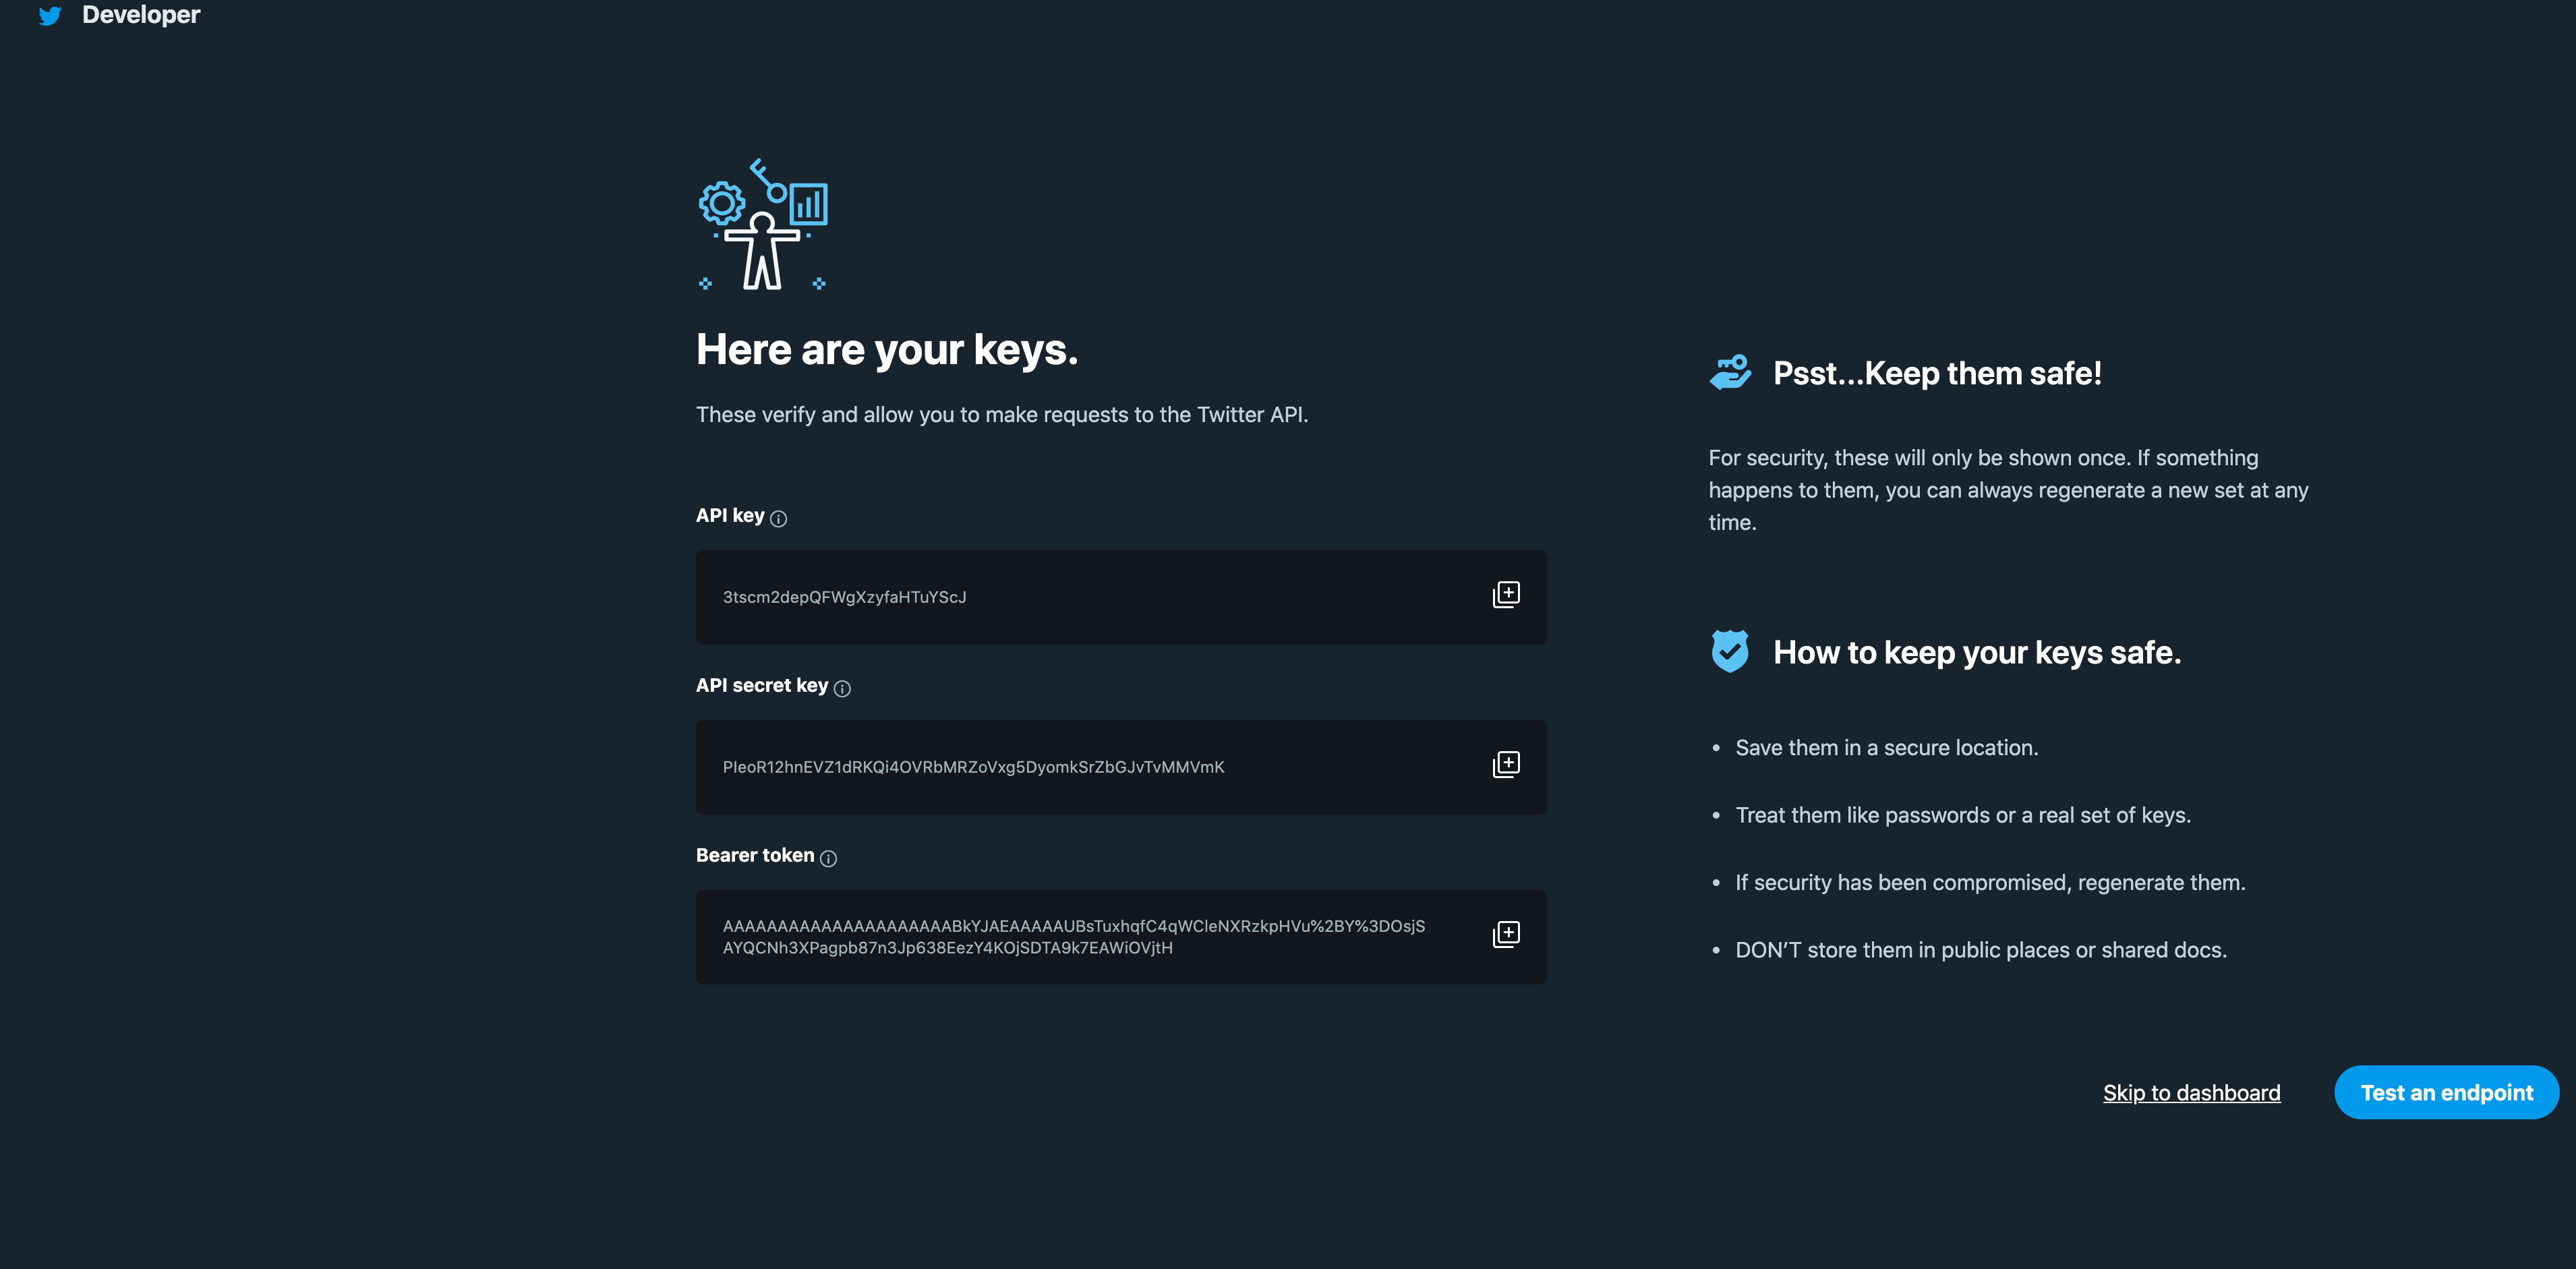 Developer
Here are your keys.
These verify and allow you to make requests to the Twitter API.
API key
3tscm2depQFWgXzyfaHTuYScJ
API secret key
Bearer token
AYQCNh3XPagpb87n3Jp638EezY4KOjSDTA9k7EAWiOVjtH
Psst...Keep them safe!
For security, these will only be shown once. If something
happens to them, you can always regenerate a new set at any
time.
How to keep your keys safe.
• Save them in a secure location.
• Treat them like passwords or a real set of keys.
• If security has been compromised, regenerate them.
• DON’T store them in public places or shared docs.
Skip to dashboard
Test an endpoint